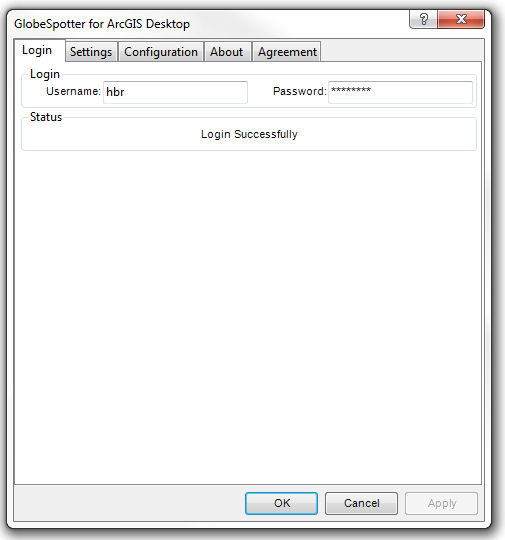 GlobeSpotter for ArcGIS Desktop
?
Login Settings Configuration About Agreement
Login
Username: hbr Password: ********
Status
Login Successfully
OK Cancel Apply